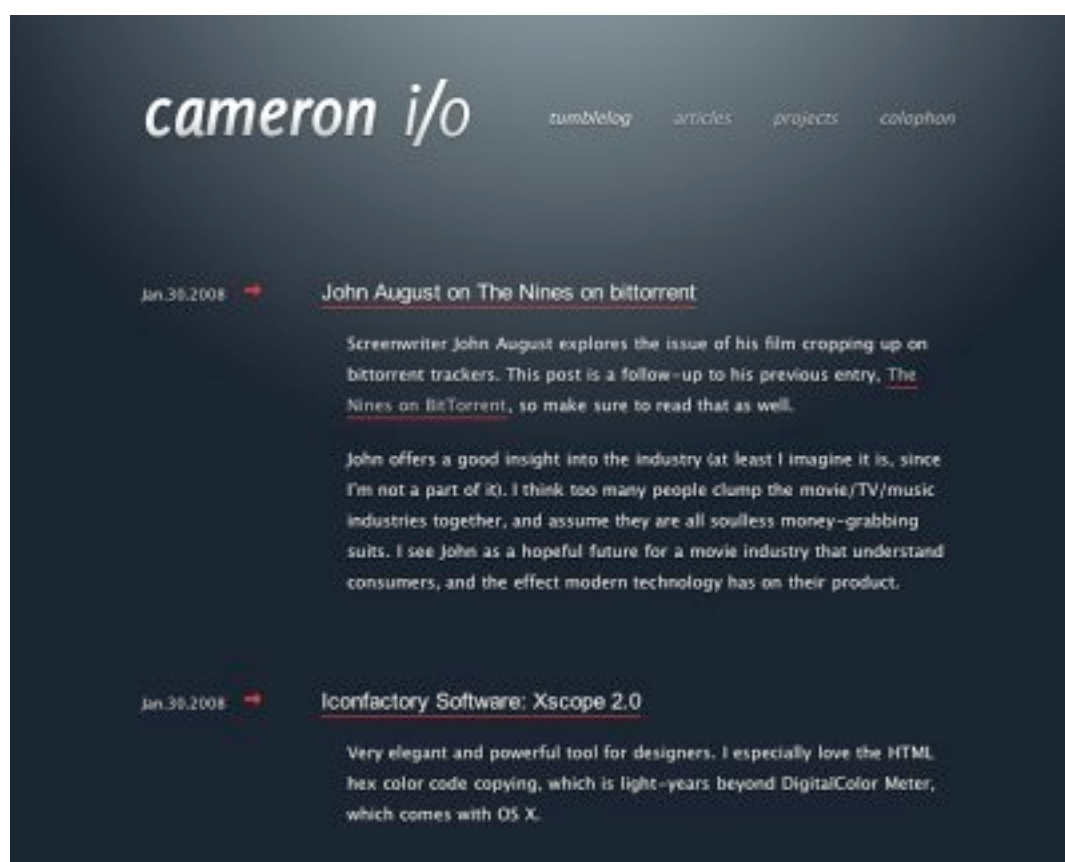 cameron i/o
tumblelog articles projects colophon
Jan.30.2008 → John August on The Nines on bittorrent
Screenwriter John August explores the issue of his film cropping up on
bittorrent trackers. This post is a follow-up to his previous entry, The
Nines on BitTorrent, so make sure to read that as well.
John offers a good insight into the industry (at least I imagine it is, since
I'm not a part of it). I think too many people clump the movie/TV/music
industries together, and assume they are all soulless money-grabbing
suits. I see John as a hopeful future for a movie industry that understand
consumers, and the effect modern technology has on their product.
Jan.30.2008 → Iconfactory Software: Xscope 2.0
Very elegant and powerful tool for designers. I especially love the HTML
hex color code copying, which is light-years beyond DigitalColor Meter,
which comes with OS X.